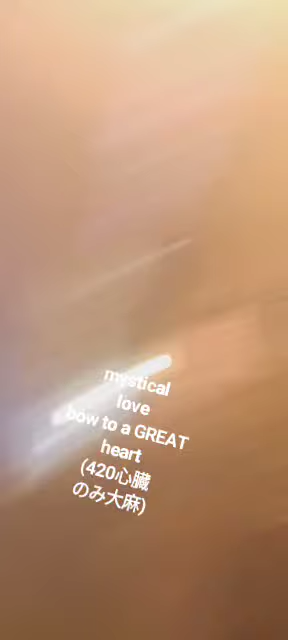 mystical
love
bow to a GREAT
heart
(420心臓
のみ大麻)